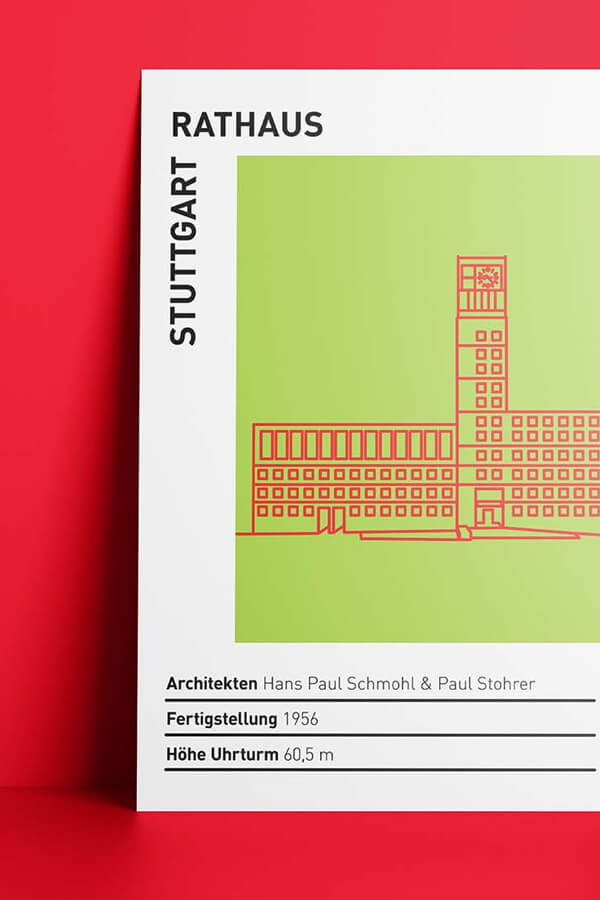 RATHAUS
STUTTGART
Architekten Hans Paul Schmohl & Paul Stohrer
Fertigstellung 1956
Höhe Uhrturm 60,5 m